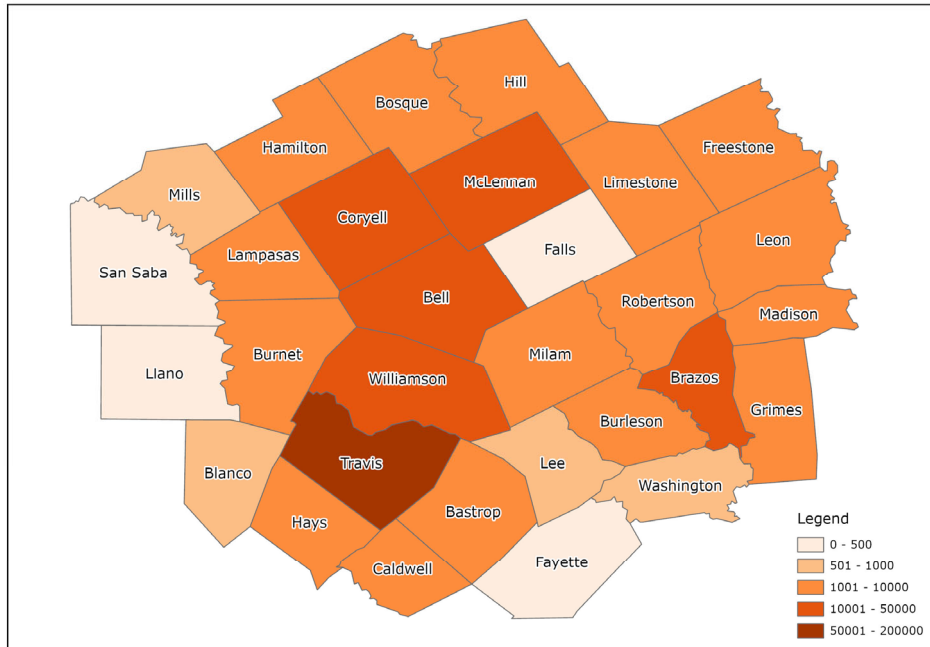 Hill
Bosque
Hamilton
Freestone
McLennan
Limestone
Mills
Coryell
Leon
Falls
Lampasas
San Saba
Bell
Robertson
Madison
Burnet
Milam
Llano
Williamson
Brazos
Grimes
Burleson
Travis
Lee
Blanco
Washington
Bastrop
Hays
Fayette
Caldwell
Legend
0 - 500
501 - 1000
1001 - 10000
10001 - 50000
50001 - 200000